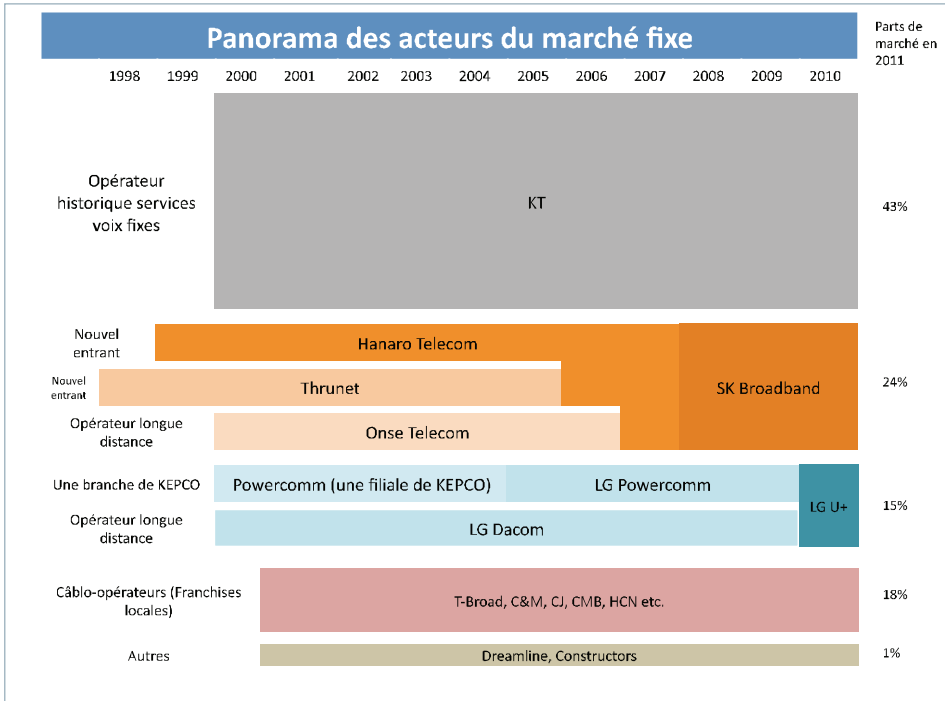 Panorama des acteurs du marché fixe
Parts de
marché en
2011
1998 1999 2000 2001 2002 2003 2004 2005 2006 2007 2008 2009 2010
Opérateur
historique services
voix fixes
KT
43%
Nouvel
entrant
Hanaro Telecom
Nouvel
entrant
Thrunet
SK Broadband
24%
Opérateur longue
distance
Onse Telecom
Une branche de KEPCO
Powercomm (une filiale de KEPCO)
LG Powercomm
LG U+
15%
Opérateur longue
distance
LG Dacom
Câblo-opérateurs (Franchises
locales)
T-Broad, C&M, CJ, CMB, HCN etc.
18%
Autres
Dreamline, Constructors
1%